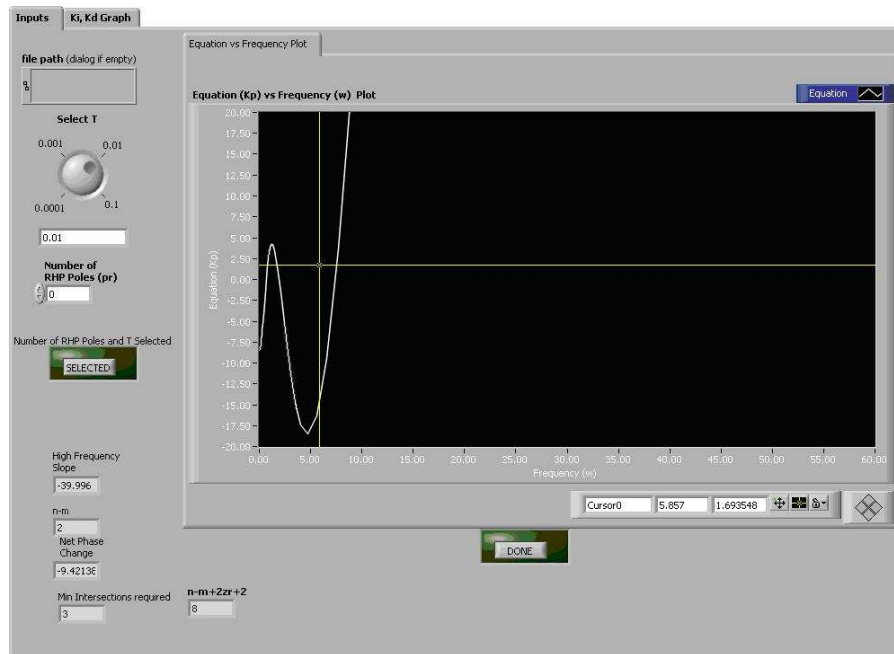 Inputs
Ki, Kd Graph
file path (dialog if empty)
Select T
0.001
0.01
0.0001
0.1
0.01
Number of
RHP Poles (pr)
0
Number of RHP Poles and T Selected
SELECTED
High Frequency
Slope
-39.996
n-m
2
Net Phase
Change
-9.4213E
Min Intersections required
3
n-m+2zr+2
8
Equation vs Frequency Plot
Equation (Kp) vs Frequency (w) Plot
Equation
Equation (Kp)
20.00
17.50
15.00
12.50
10.00
7.50
5.00
2.50
0.00
-2.50
-5.00
-7.50
-10.00
-12.50
-15.00
-17.50
-20.00
0.00 5.00 10.00 15.00 20.00 25.00 30.00 35.00 40.00 45.00 50.00 55.00 60.00
Frequency (w)
Cursor0 5.857 1.693548
DONE